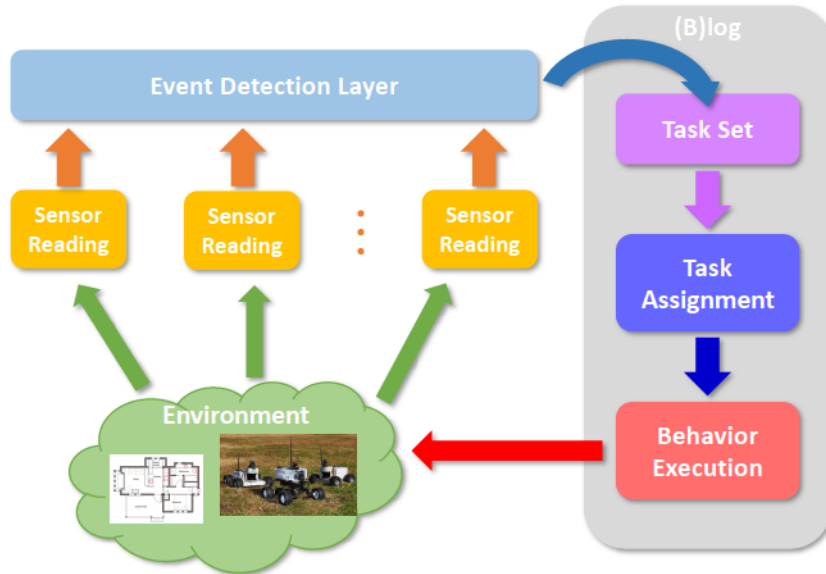 (B)log
Event Detection Layer
Task Set
Sensor
Reading
Sensor
Reading
Sensor
Reading
Task
Assignment
Environment
Behavior
Execution